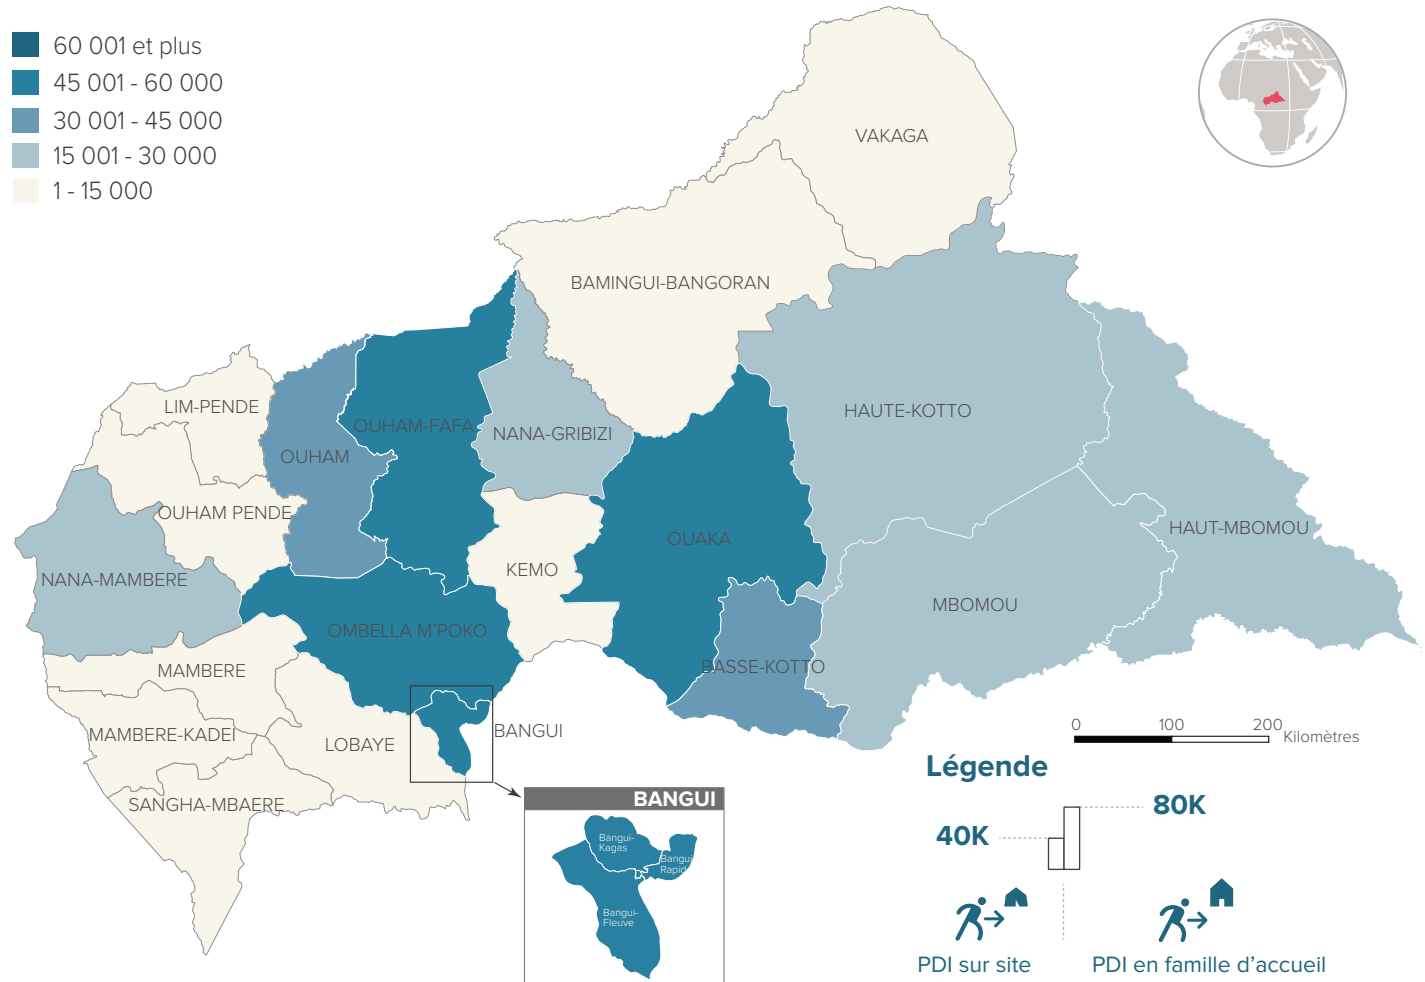 60 001 et plus
45 001 - 60 000
30 001 - 45 000
15 001 - 30 000
1 - 15 000
VAKAGA
BAMINGUI-BANGORAN
LIM-PENDE
OUHAM
OUHAM-FAFA
NANA-GRIBIZI
HAUTE-KOTTO
OUHAM PENDE
OUAKA
HAUT-MBOMOU
NANA-MAMBERE
KEMO
MBOMOU
OMBELLA M'POKO
BASSE-KOTTO
MAMBERE
MAMBERE-KADEÏ
LOBAYE
BANGUI
SANGHA-MBAERE
0 100 200
Kilomètres
BANGUI
Bangui-
Kagas
Bangui
Rapid
Bangui-
Fleuve
Légende
80K
40K
PDI sur site
PDI en famille d'accueil